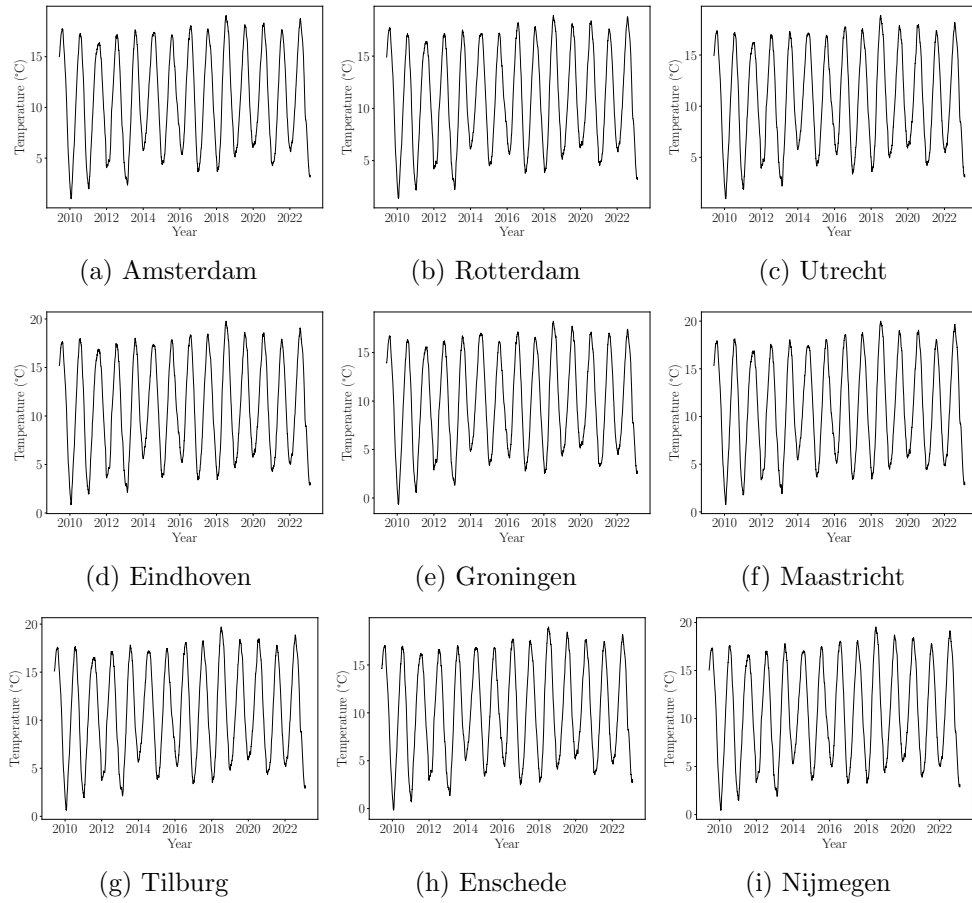 Temperature (°C)
15
10
5
2010 2012 2014 2016 2018 2020 2022
Year
(a) Amsterdam
Temperature (°C)
15
10
5
2010 2012 2014 2016 2018 2020 2022
Year
(b) Rotterdam
Temperature (°C)
15
10
5
2010 2012 2014 2016 2018 2020 2022
Year
(c) Utrecht
Temperature (°C)
20
15
10
5
0
2010 2012 2014 2016 2018 2020 2022
Year
(d) Eindhoven
Temperature (°C)
15
10
5
0
2010 2012 2014 2016 2018 2020 2022
Year
(e) Groningen
Temperature (°C)
20
15
10
5
0
2010 2012 2014 2016 2018 2020 2022
Year
(f) Maastricht
Temperature (°C)
20
15
10
5
0
2010 2012 2014 2016 2018 2020 2022
Year
(g) Tilburg
Temperature (°C)
15
10
5
0
2010 2012 2014 2016 2018 2020 2022
Year
(h) Enschede
Temperature (°C)
20
15
10
5
0
2010 2012 2014 2016 2018 2020 2022
Year
(i) Nijmegen